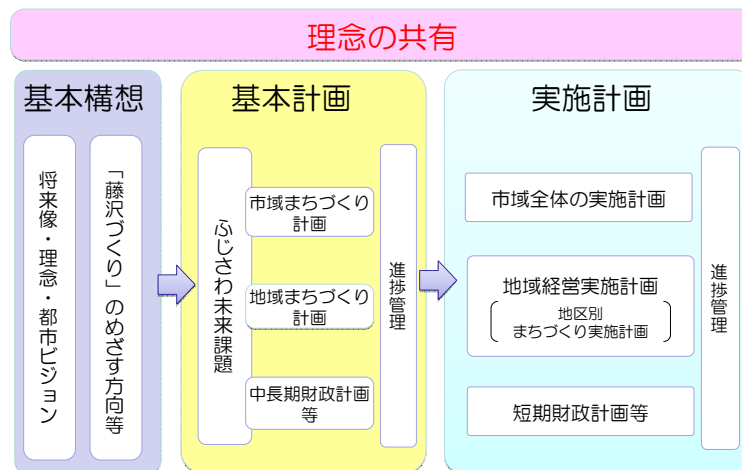 理念の共有
基本構想
将来像・理念・都市ビジョン
「藤沢づくり」のめざす方向等
基本計画
ふじさわ未来課題
市域まちづくり
計画
地域まちづくり
計画
中長期財政計画
等
進捗管理
実施計画
市域全体の実施計画
地域経営実施計画
地区別
まちづくり実施計画
短期財政計画等
進捗管理